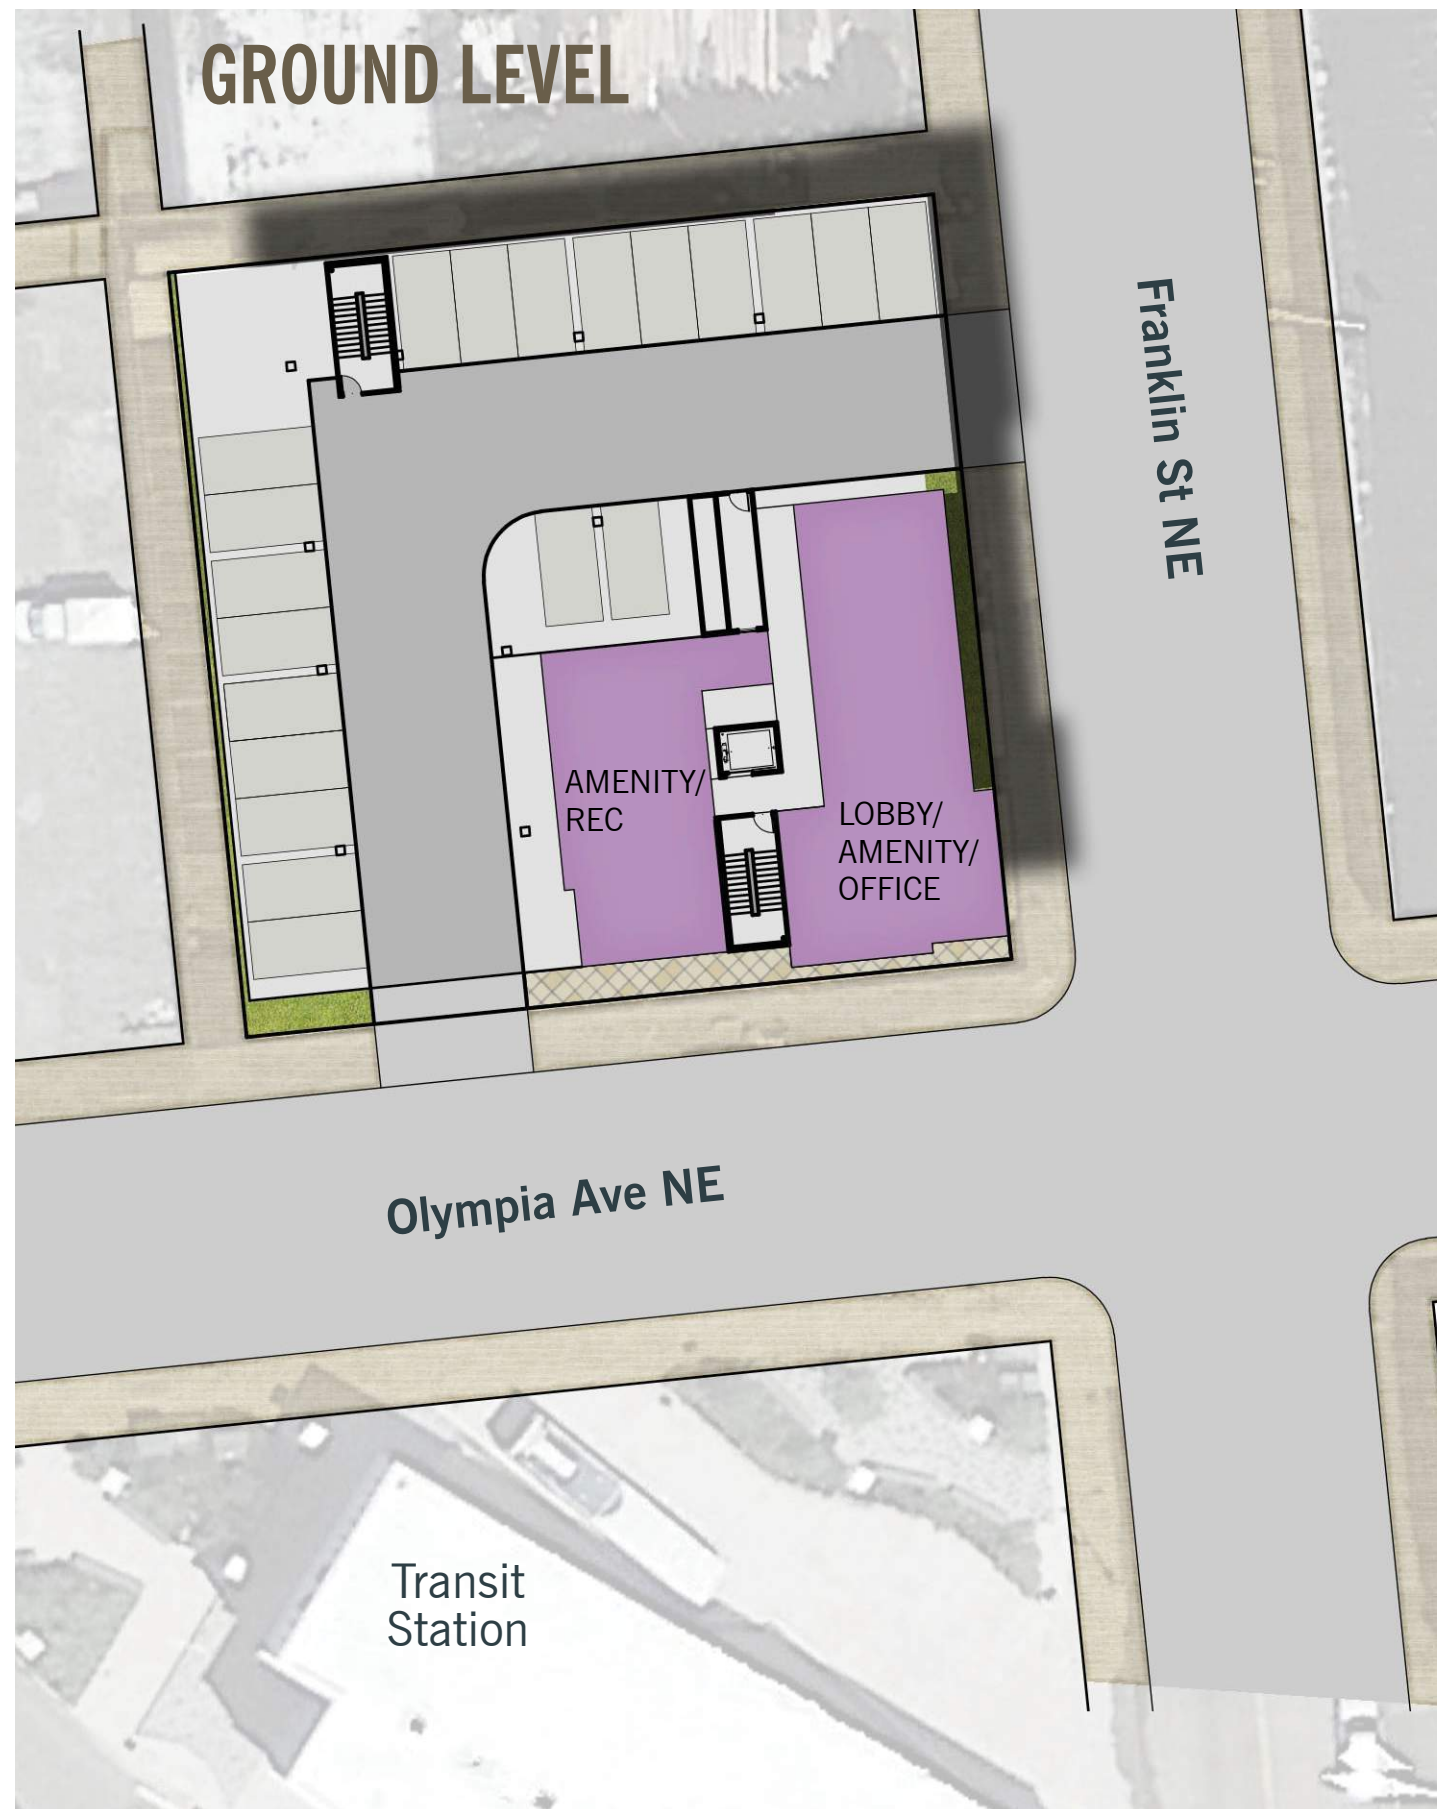 GROUND LEVEL
Franklin St NE
AMENITY/
REC
LOBBY/
AMENITY/
OFFICE
Olympia Ave NE
Transit
Station